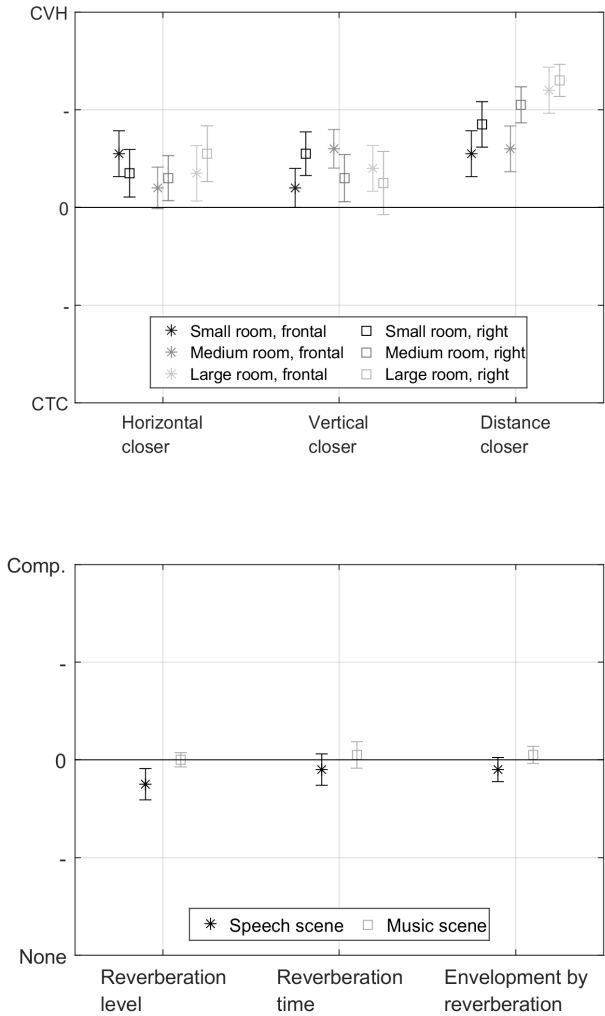 CVH
-
0
-
Small room, frontal
Small room, right
Medium room, frontal
Medium room, right
Large room, frontal
Large room, right
CTC
Horizontal closer
Vertical closer
Distance closer
Comp.
-
0
-
Speech scene
Music scene
None
Reverberation level
Reverberation time
Envelopment by reverberation